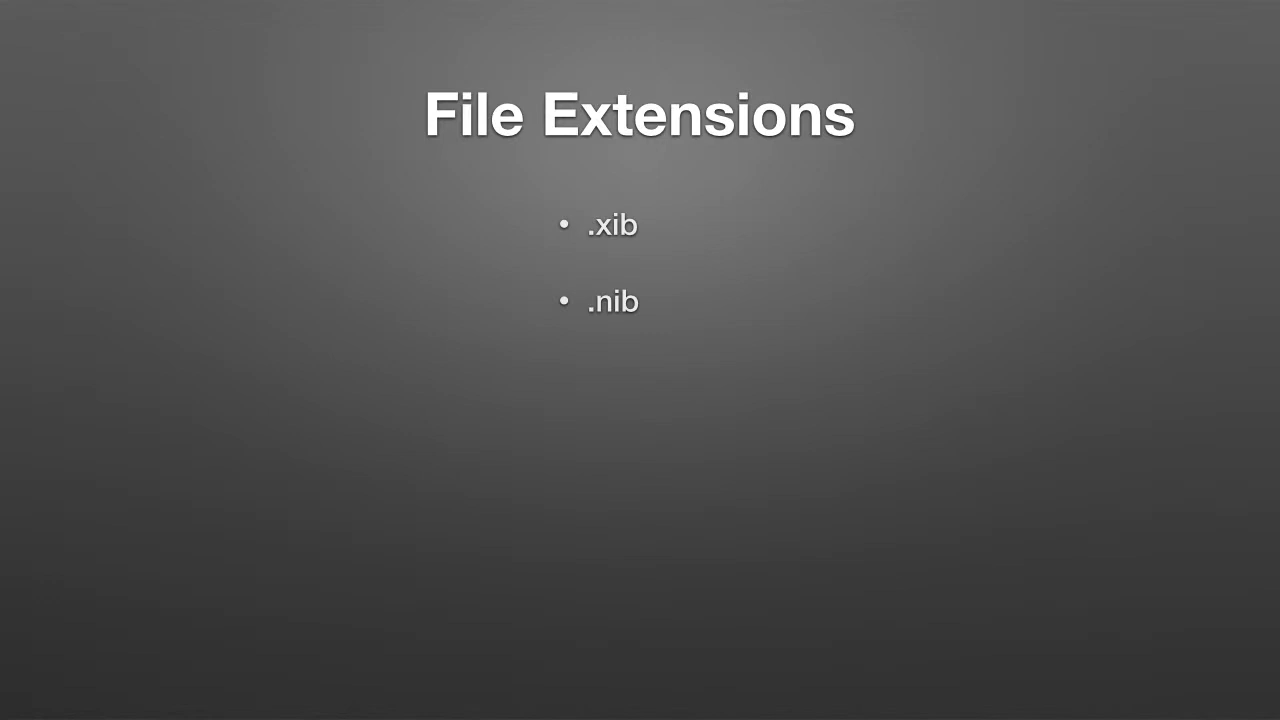 File Extensions
• .xib
• .nib